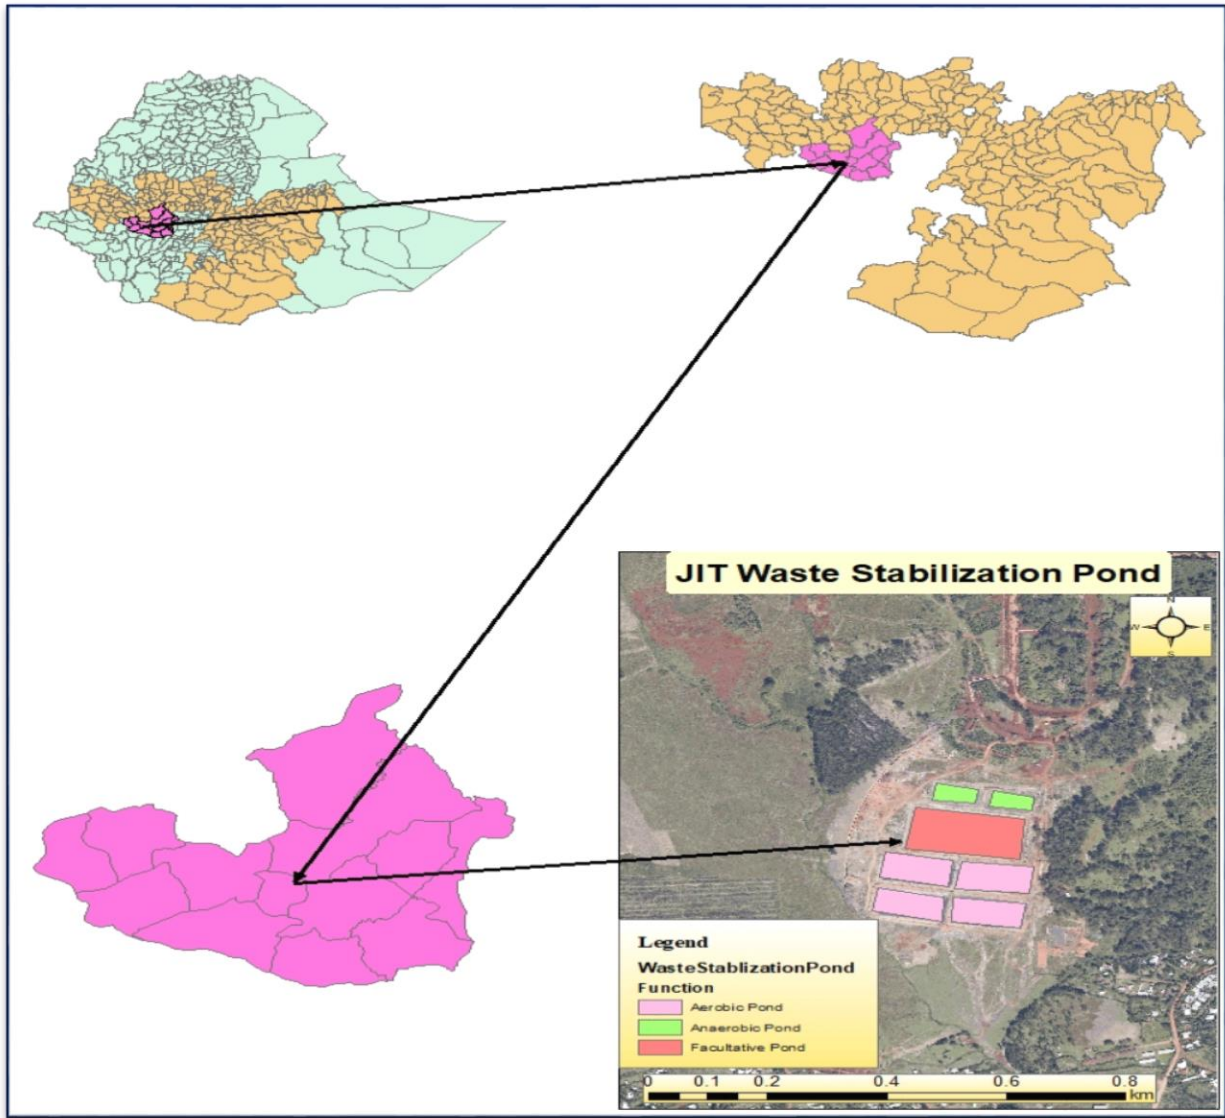 JIT Waste Stabilization Pond
N
W E
S
Legend
WasteStablizationPond
Function
Aerobic Pond
Anaerobic Pond
Facultative Pond
0 0.1 0.2 0.4 0.6 0.8
km